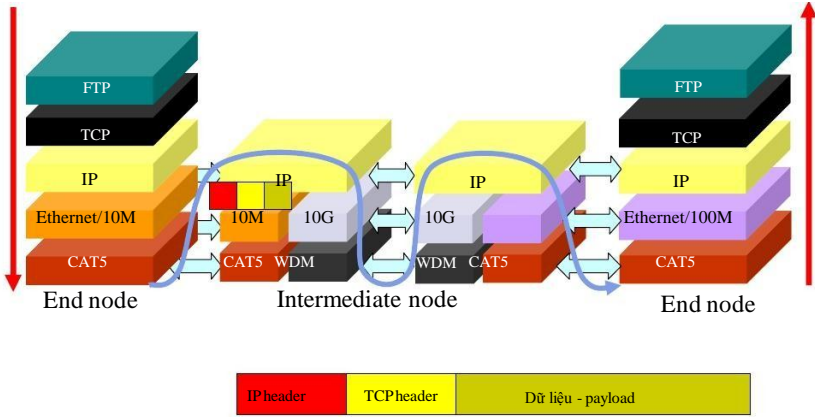 FTP
TCP
IP
Ethernet/10M
CAT5
End node
IP
10M
10G
CAT5
WDM
Intermediate node
IP
10G
WDM
CAT5
FTP
TCP
IP
Ethernet/100M
CAT5
End node
IP header
TCP header
Dữ liệu - payload